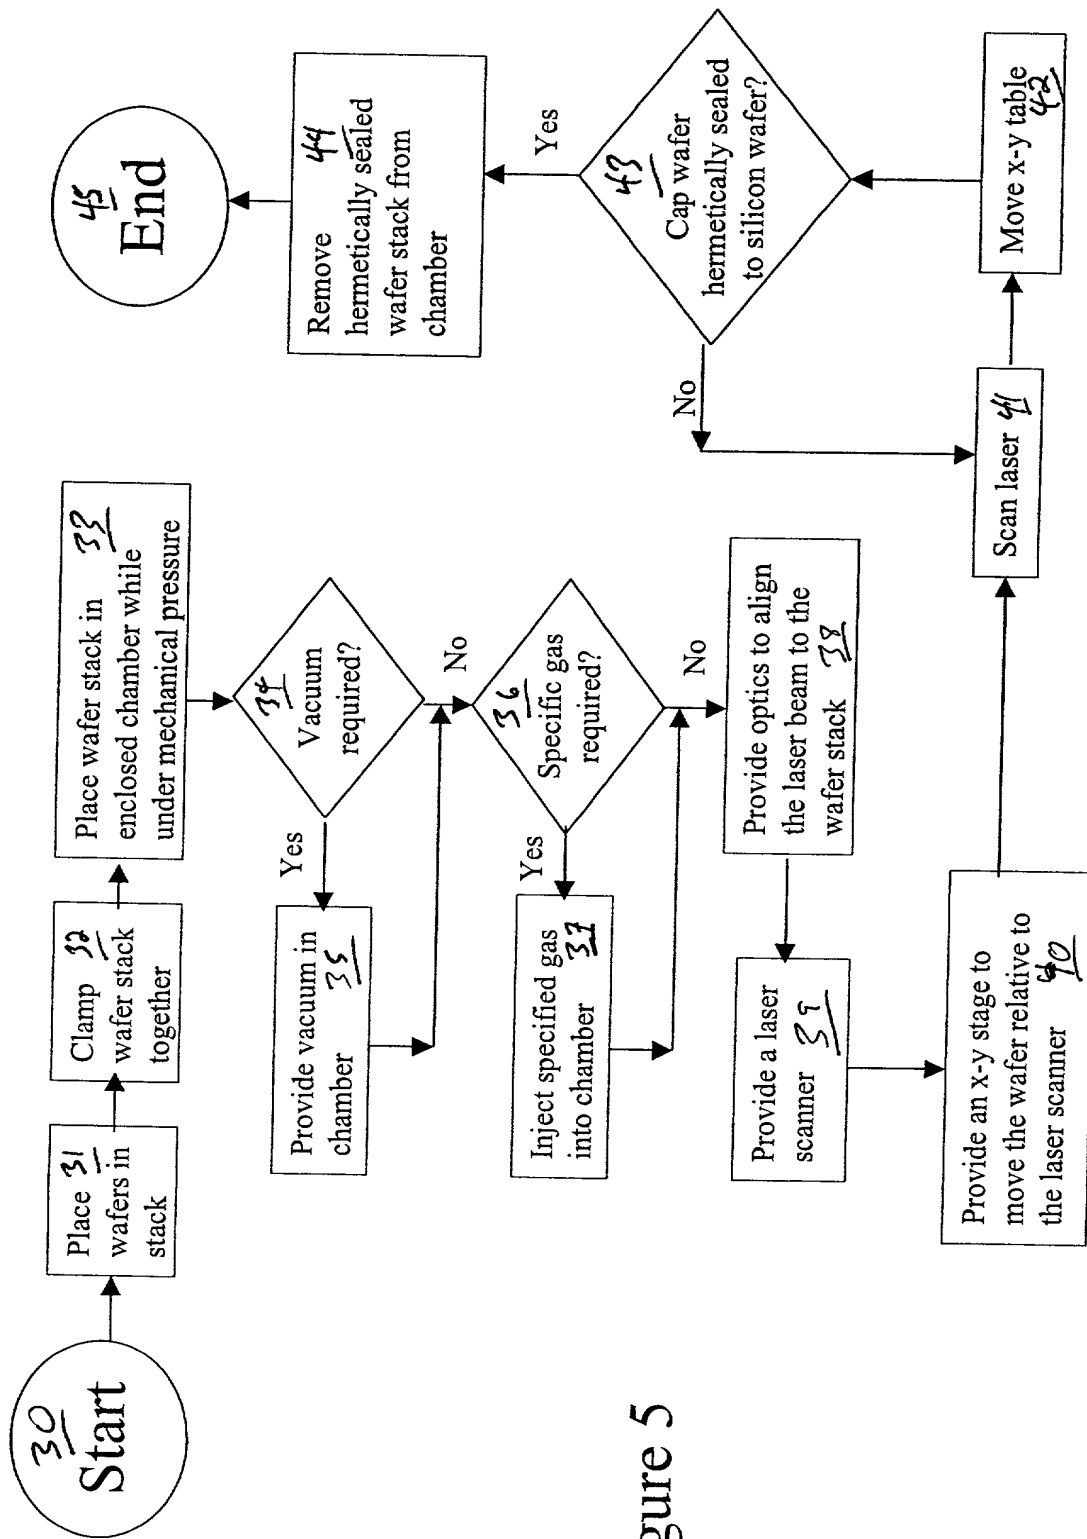 30
Start
Place 31
wafers in
stack
Clamp 32
wafer stack
together
Place wafer stack in 33
enclosed chamber while
under mechanical pressure
34
Vacuum
required?
Yes
No
Provide vacuum in
chamber 35
36
Specific gas
required?
Yes
No
Inject specified gas
into chamber 37
Provide optics to align
the laser beam to the
wafer stack 38
Provide a laser
scanner 39
Provide an x-y stage to
move the wafer relative to
the laser scanner 40
Scan laser 41
Move x-y table
42
43
Cap wafer
hermetically sealed
to silicon wafer?
No
Yes
Remove 44
hermetically sealed
wafer stack from
chamber
45
End
gure 5